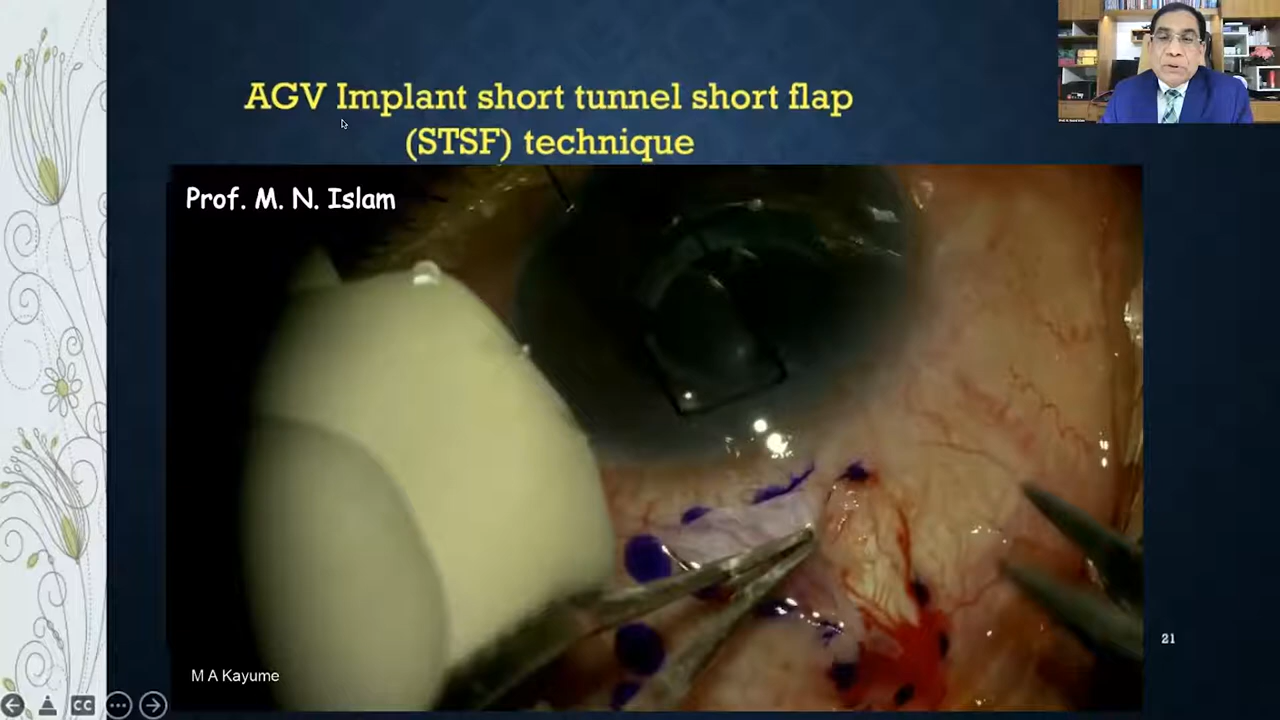 AGV Implant short tunnel short flap
(STSF) technique
Prof. M. N. Islam
M A Kayume
21
CC